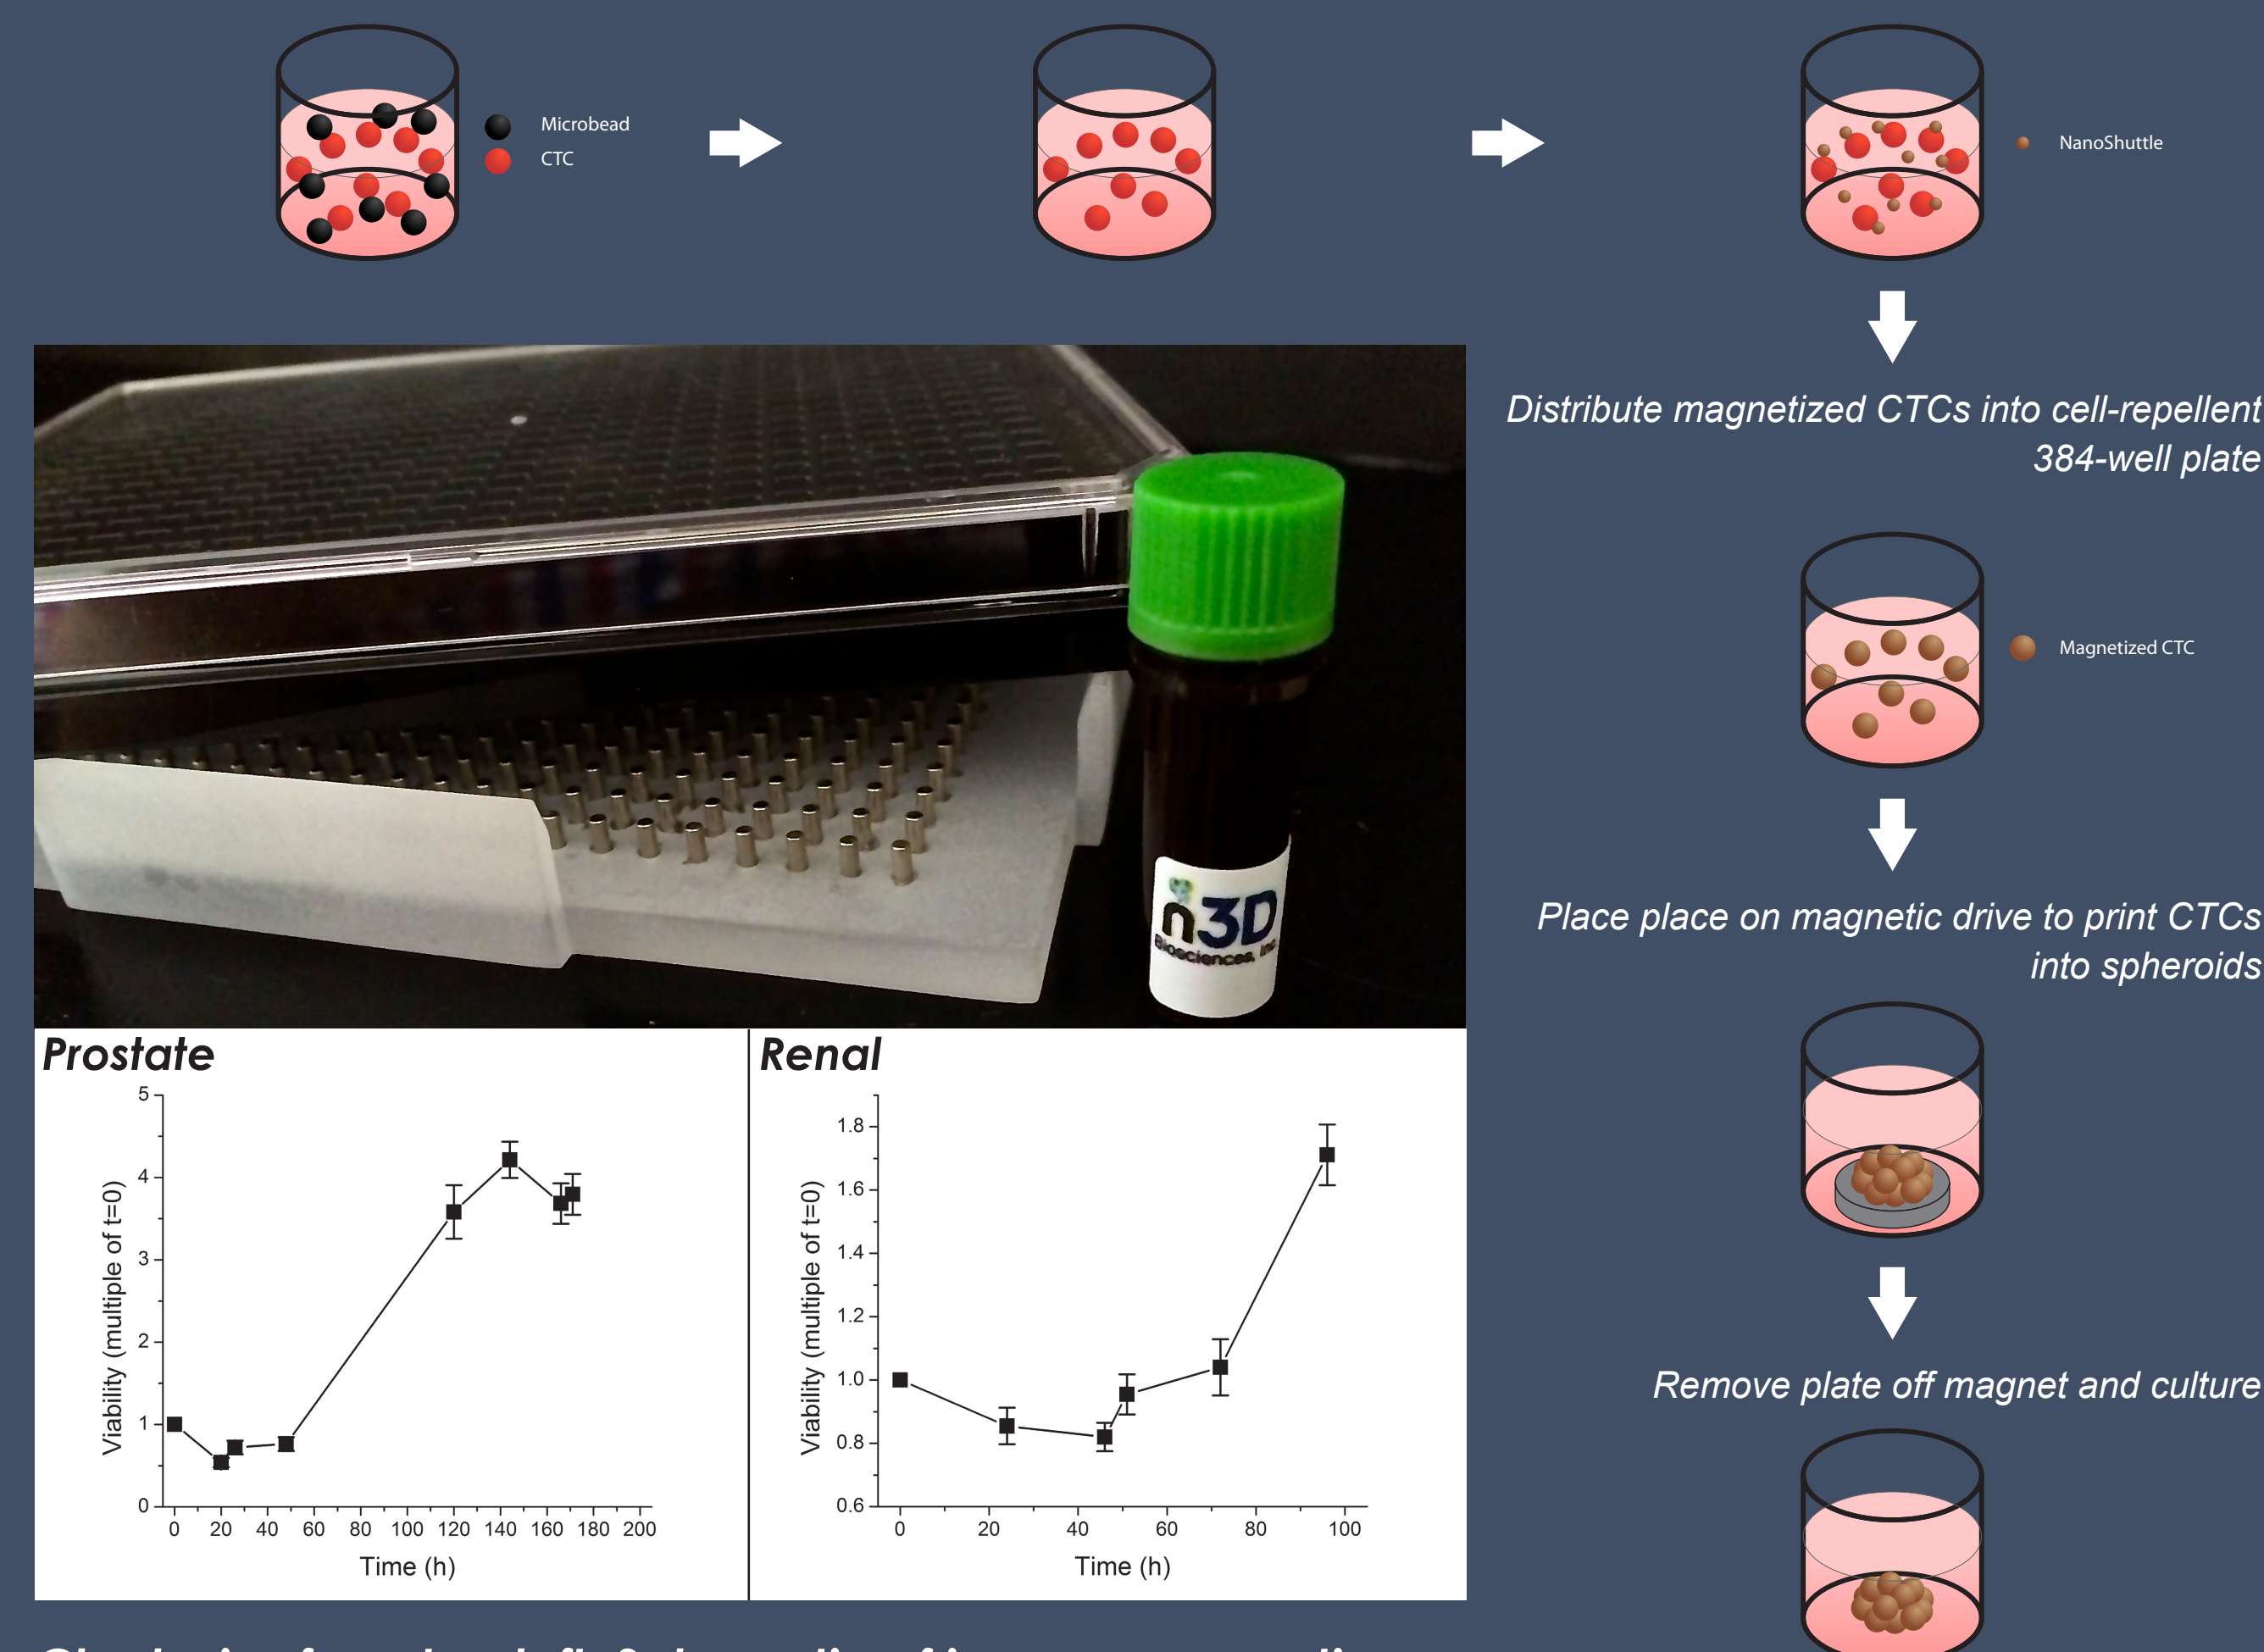 Microbead
CTC
NanoShuttle
Distribute magnetized CTCs into cell-repellent
384-well plate
Magnetized CTC
Place place on magnetic drive to print CTCs
into spheroids
n3D
Biosciences, Inc.
Prostate
5
4
3
2
1
0
Viability (multiple of t=0)
0 20 40 60 80 100 120 140 160 180 200
Time (h)
Renal
1.8
1.6
1.4
1.2
1.0
0.8
0.6
Viability (multiple of t=0)
0 20 40 60 80 100
Time (h)
Remove plate off magnet and culture